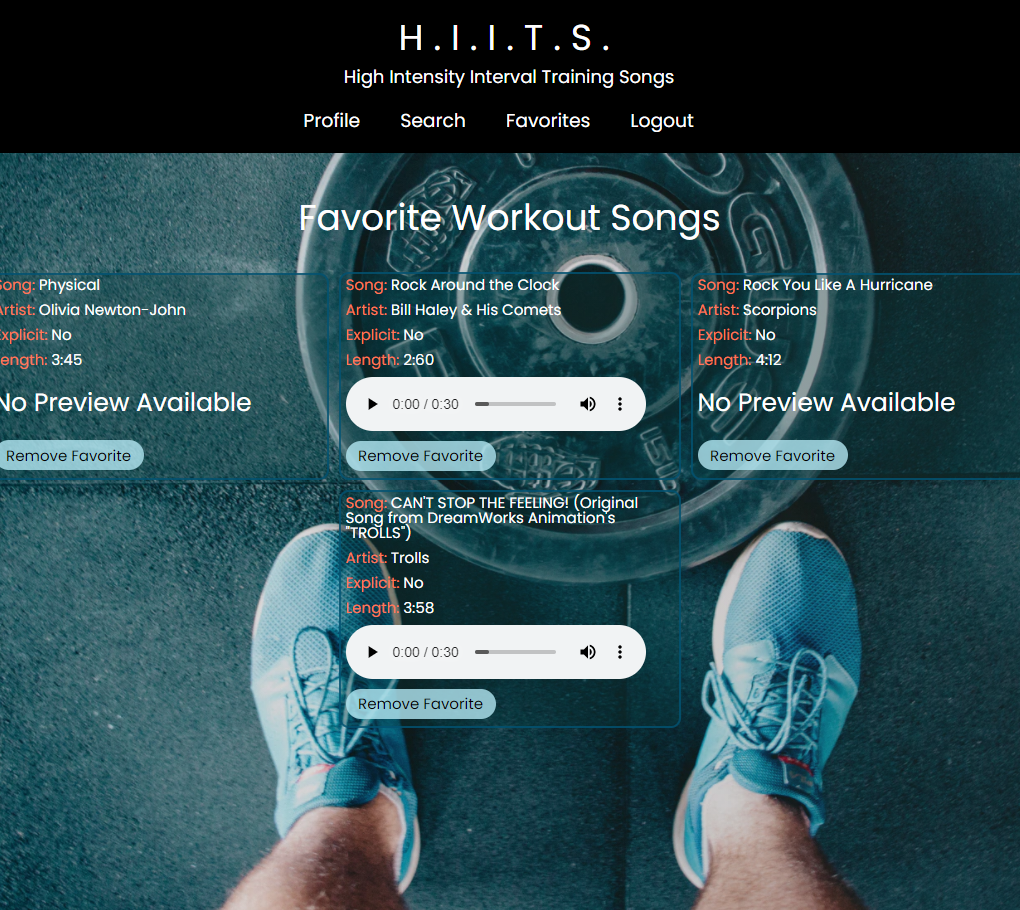 H.I.I.T.S.
High Intensity Interval Training Songs
Profile Search Favorites Logout
Favorite Workout Songs
Song: Physical
Artist: Olivia Newton-John
Explicit: No
Length: 3:45
No Preview Available
Remove Favorite
Song: Rock Around the Clock
Artist: Bill Haley & His Comets
Explicit: No
Length: 2:60
0:00 / 0:30
Remove Favorite
Song: Rock You Like A Hurricane
Artist: Scorpions
Explicit: No
Length: 4:12
No Preview Available
Remove Favorite
Song: CAN'T STOP THE FEELING! (Original
Song from DreamWorks Animation's
"TROLLS")
Artist: Trolls
Explicit: No
Length: 3:58
0:00 / 0:30
Remove Favorite